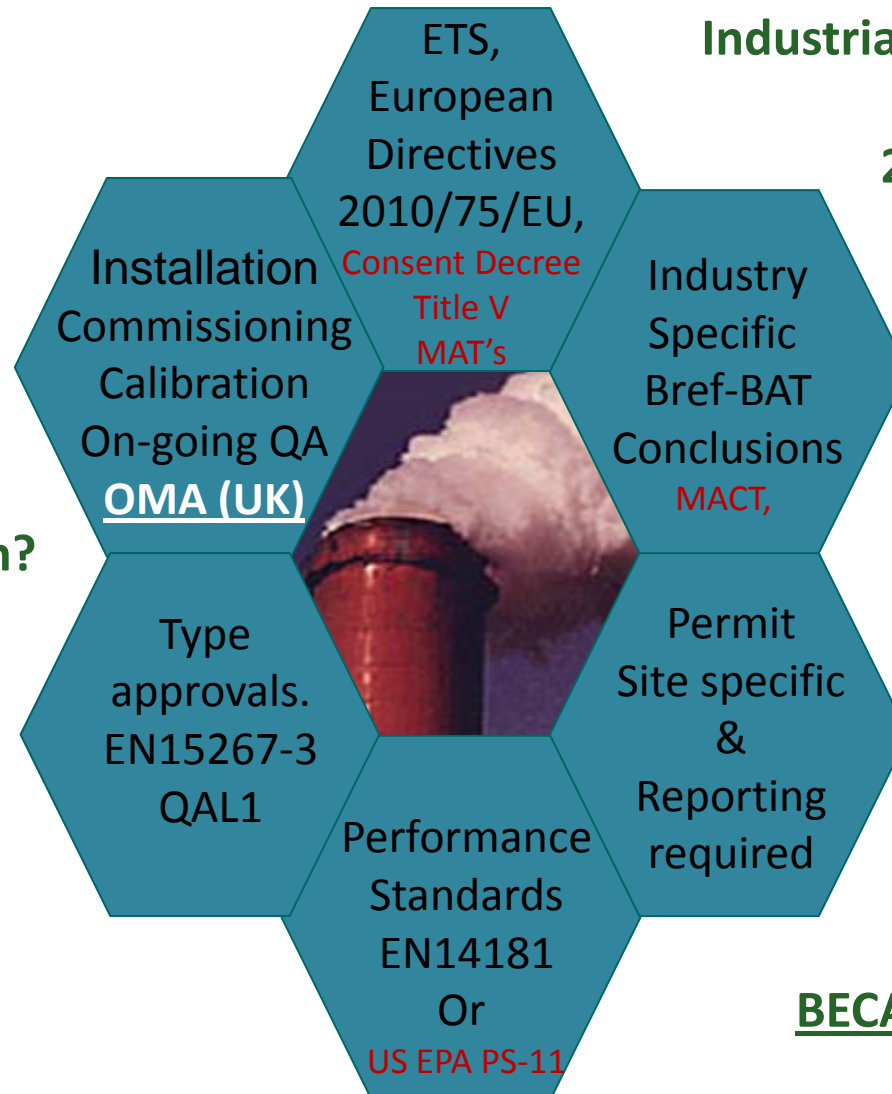 Industria
2
ETS,
European
Directives
2010/75/EU,
Consent Decree
Title V
MAT's
Installation
Commissioning
Calibration
On-going QA
OMA (UK)
Industry
Specific
Bref-BAT
Conclusions
MACT,
n?
Type
approvals.
EN15267-3
QAL1
Permit
Site specific
&
Reporting
required
Performance
Standards
EN14181
Or
US EPA PS-11
BECA